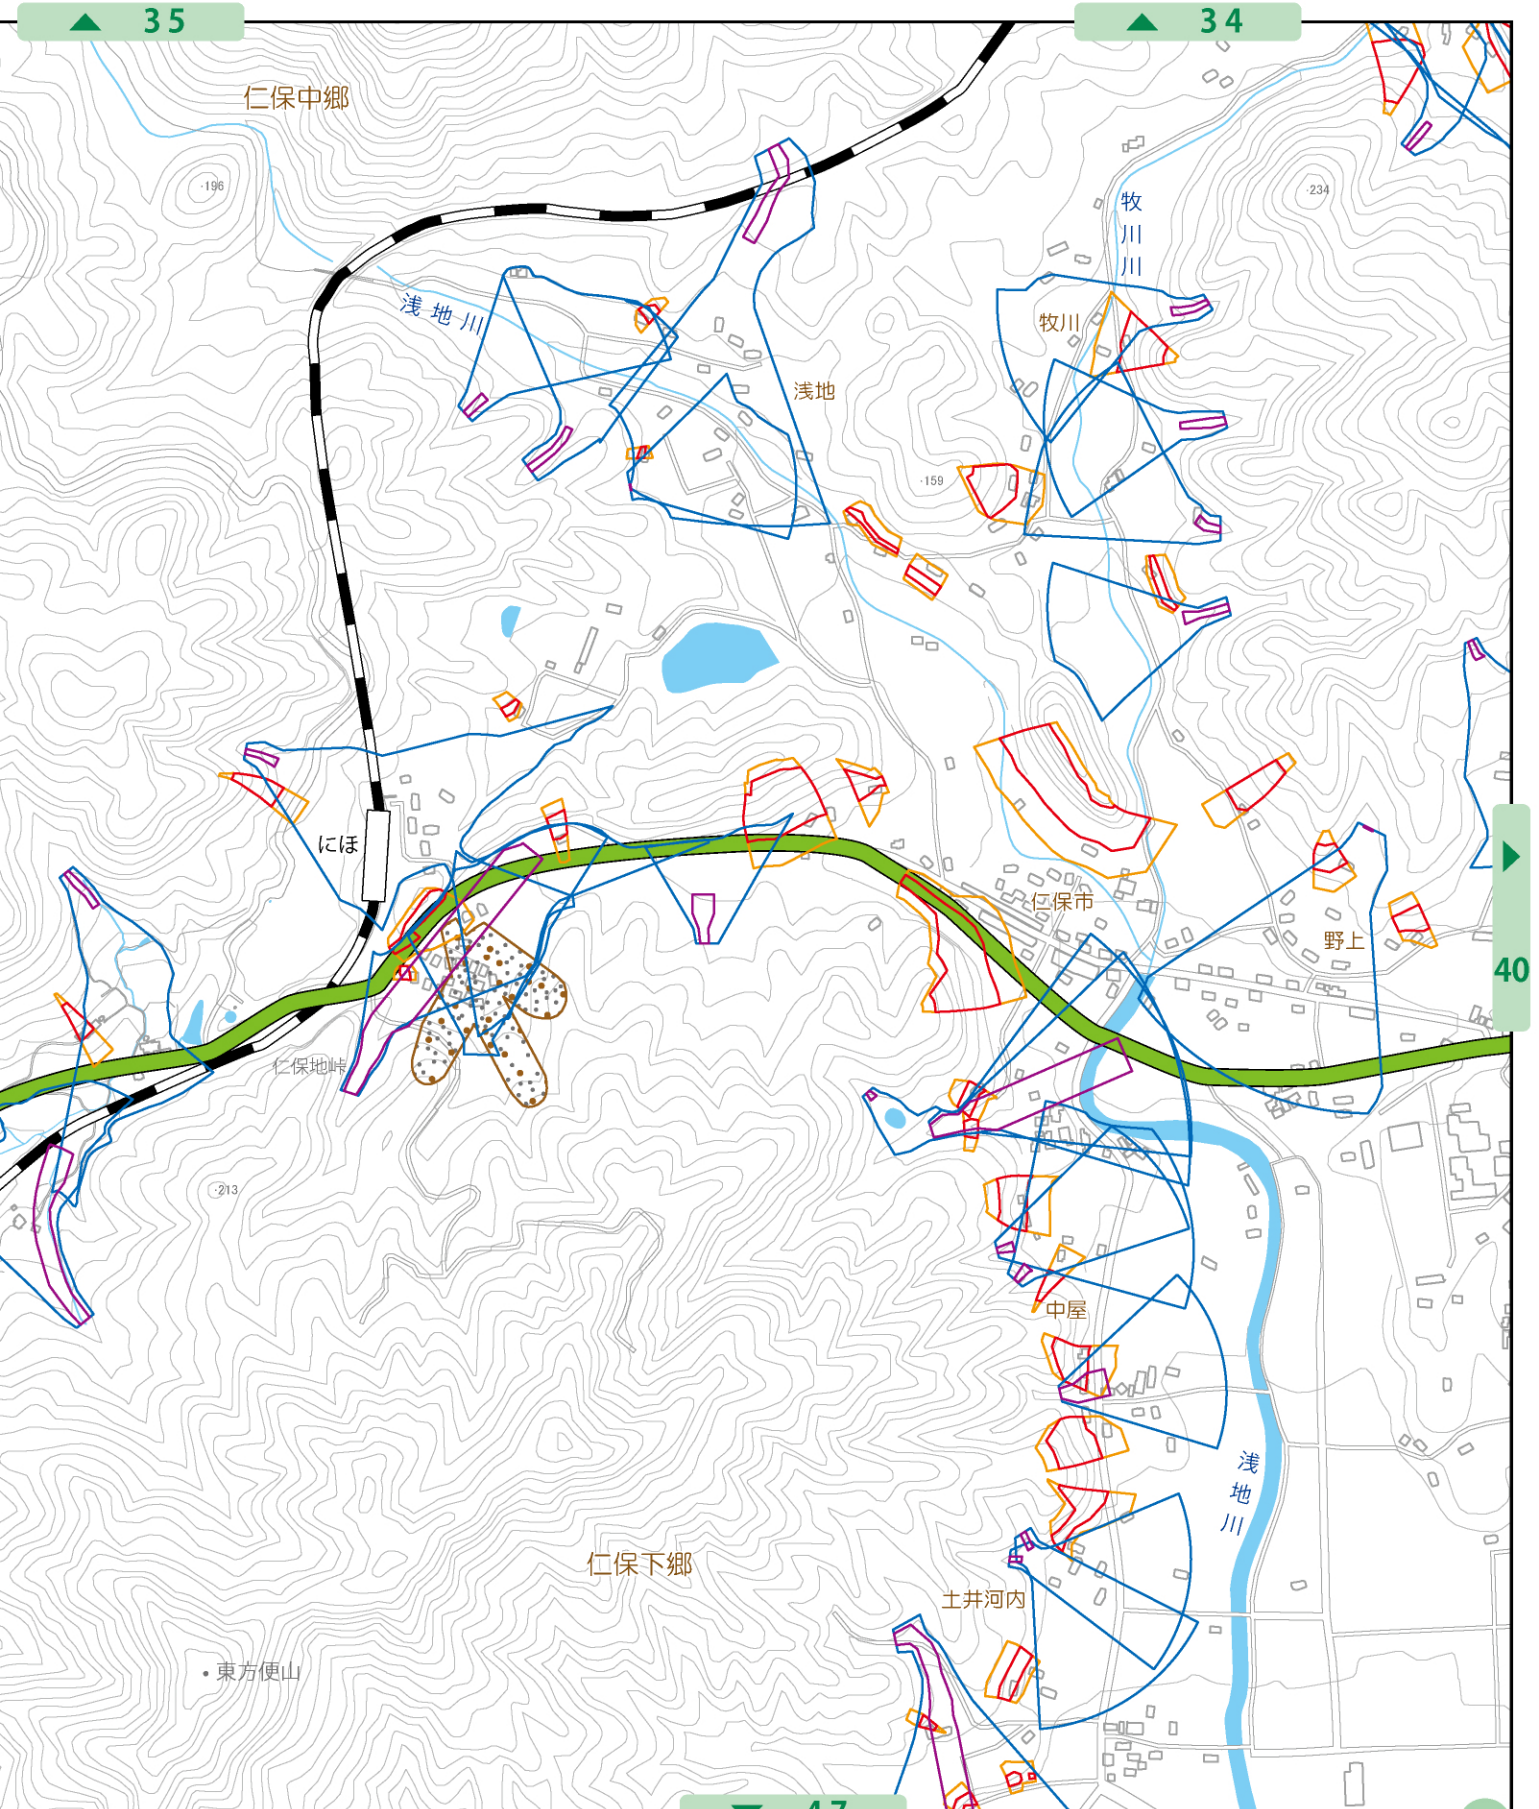 ▲ 35
▲ 34
仁保中郷
·196
·234
牧川
浅地川
牧川
浅地
·159
にほ
仁保市
野上
▶
40
仁保地峠
·213
中屋
浅地川
仁保下郷
土井河内
• 東方便山
▼ 47